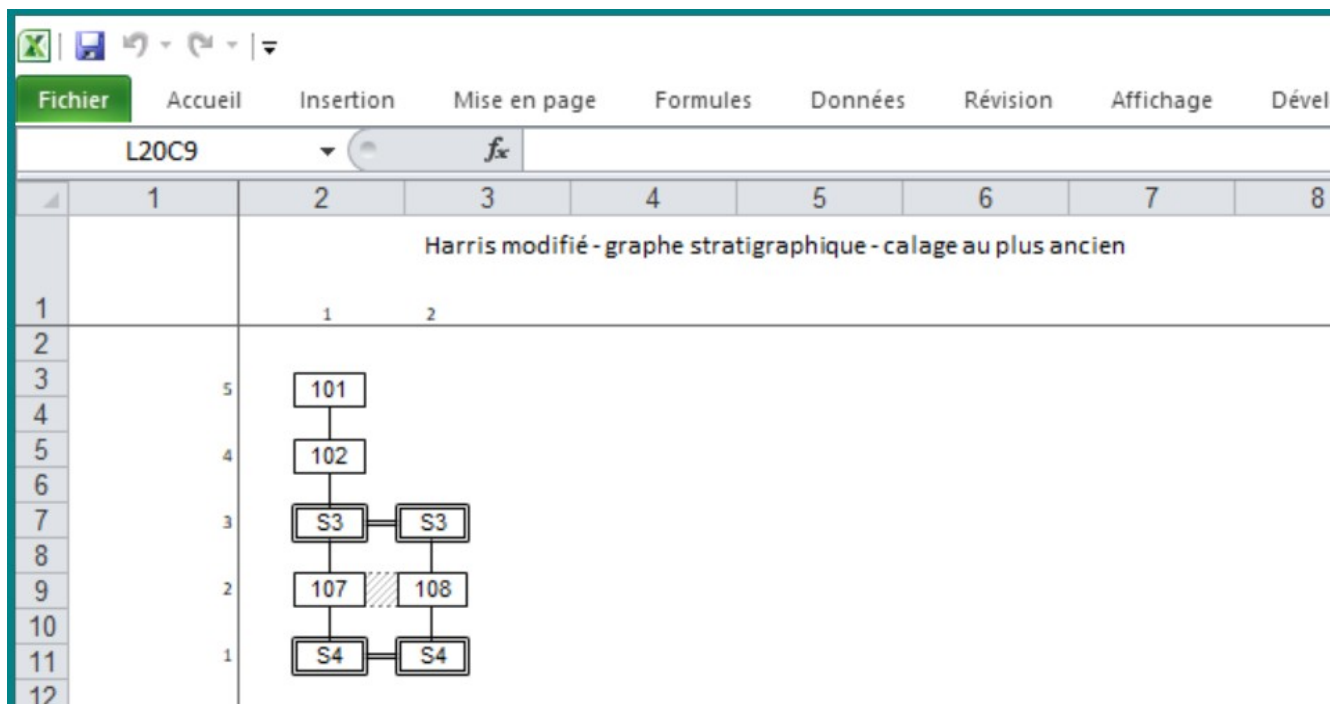 Fichier Accueil Insertion Mise en page Formules Données Révision Affichage Dével
L20C9 fx
1 2 3 4 5 6 7 8
Harris modifié - graphe stratigraphique - calage au plus ancien
1 1 2
2
3 5 101
4
5 4 102
6
7 3 S3 S3
8
9 2 107 108
10
11 1 S4 S4
12